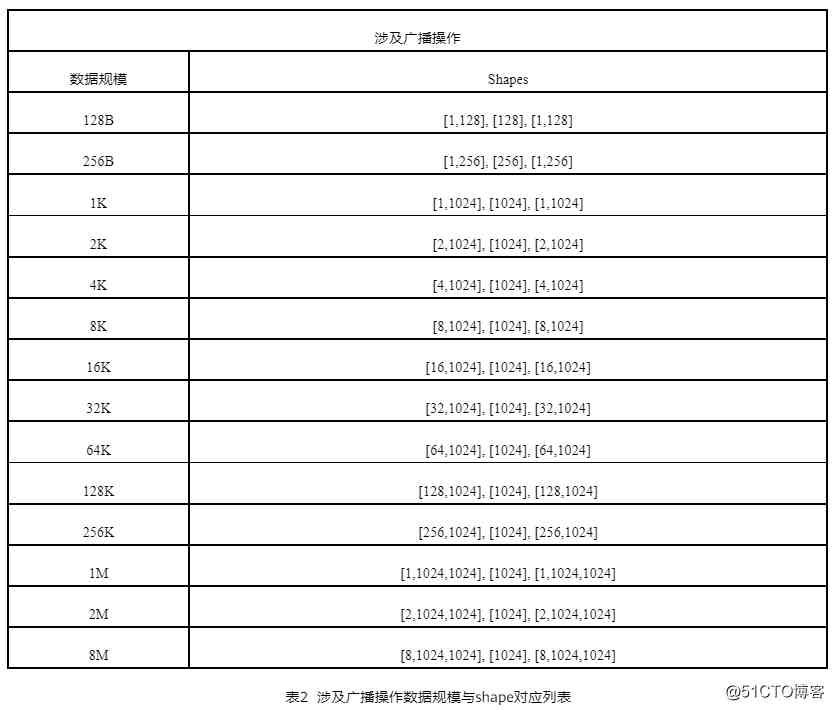 涉及广播操作
数据规模 Shapes
128B [1,128], [128], [1,128]
256B [1,256], [256], [1,256]
1K [1,1024], [1024], [1,1024]
2K [2,1024], [1024], [2,1024]
4K [4,1024], [1024], [4,1024]
8K [8,1024], [1024], [8,1024]
16K [16,1024], [1024], [16,1024]
32K [32,1024], [1024], [32,1024]
64K [64,1024], [1024], [64,1024]
128K [128,1024], [1024], [128,1024]
256K [256,1024], [1024], [256,1024]
1M [1,1024,1024], [1024], [1,1024,1024]
2M [2,1024,1024], [1024], [2,1024,1024]
8M [8,1024,1024], [1024], [8,1024,1024]
表2 涉及广播操作数据规模与shape对应列表
@51CTO博客